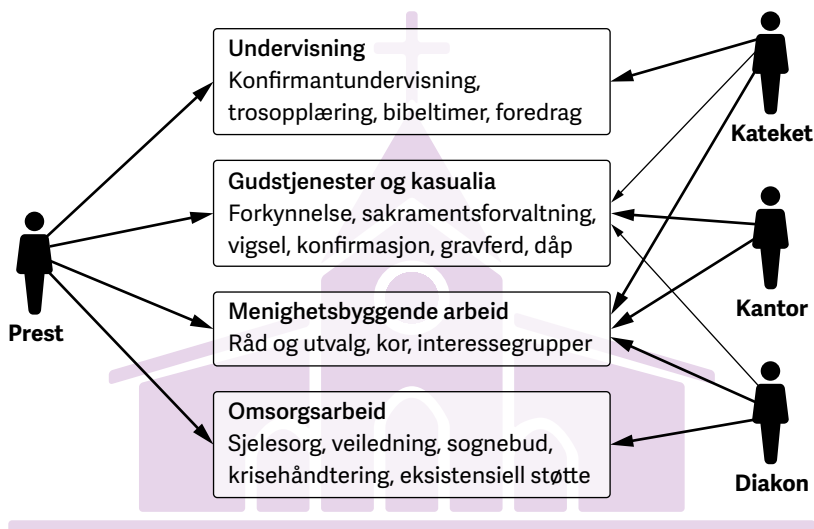 Undervisning
Konfirmantundervisning,
trosopplæring, bibeltimer, foredrag
Kateket
Gudstjenester og kasualia
Forkynnelse, sakramentsforvaltning,
vigsel, konfirmasjon, gravferd, dåp
Prest
Kantor
Menighetsbyggende arbeid
Råd og utvalg, kor, interessegrupper
Omsorgsarbeid
Sjelesorg, veiledning, sognebud,
krisehåndtering, eksistensiell støtte
Diakon